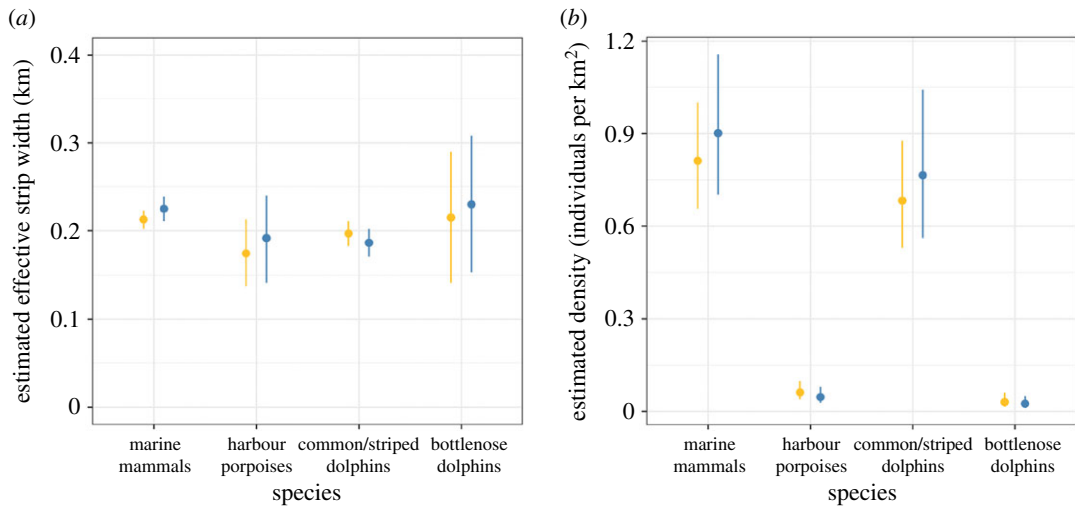 (a)
estimated effective strip width (km)
0.4
0.3
0.2
0.1
0
marine
mammals
harbour
porpoises
common/striped
dolphins
bottlenose
dolphins
species
(b)
estimated density (individuals per km²)
1.2
0.9
0.6
0.3
0
marine
mammals
harbour
porpoises
common/striped
dolphins
bottlenose
dolphins
species